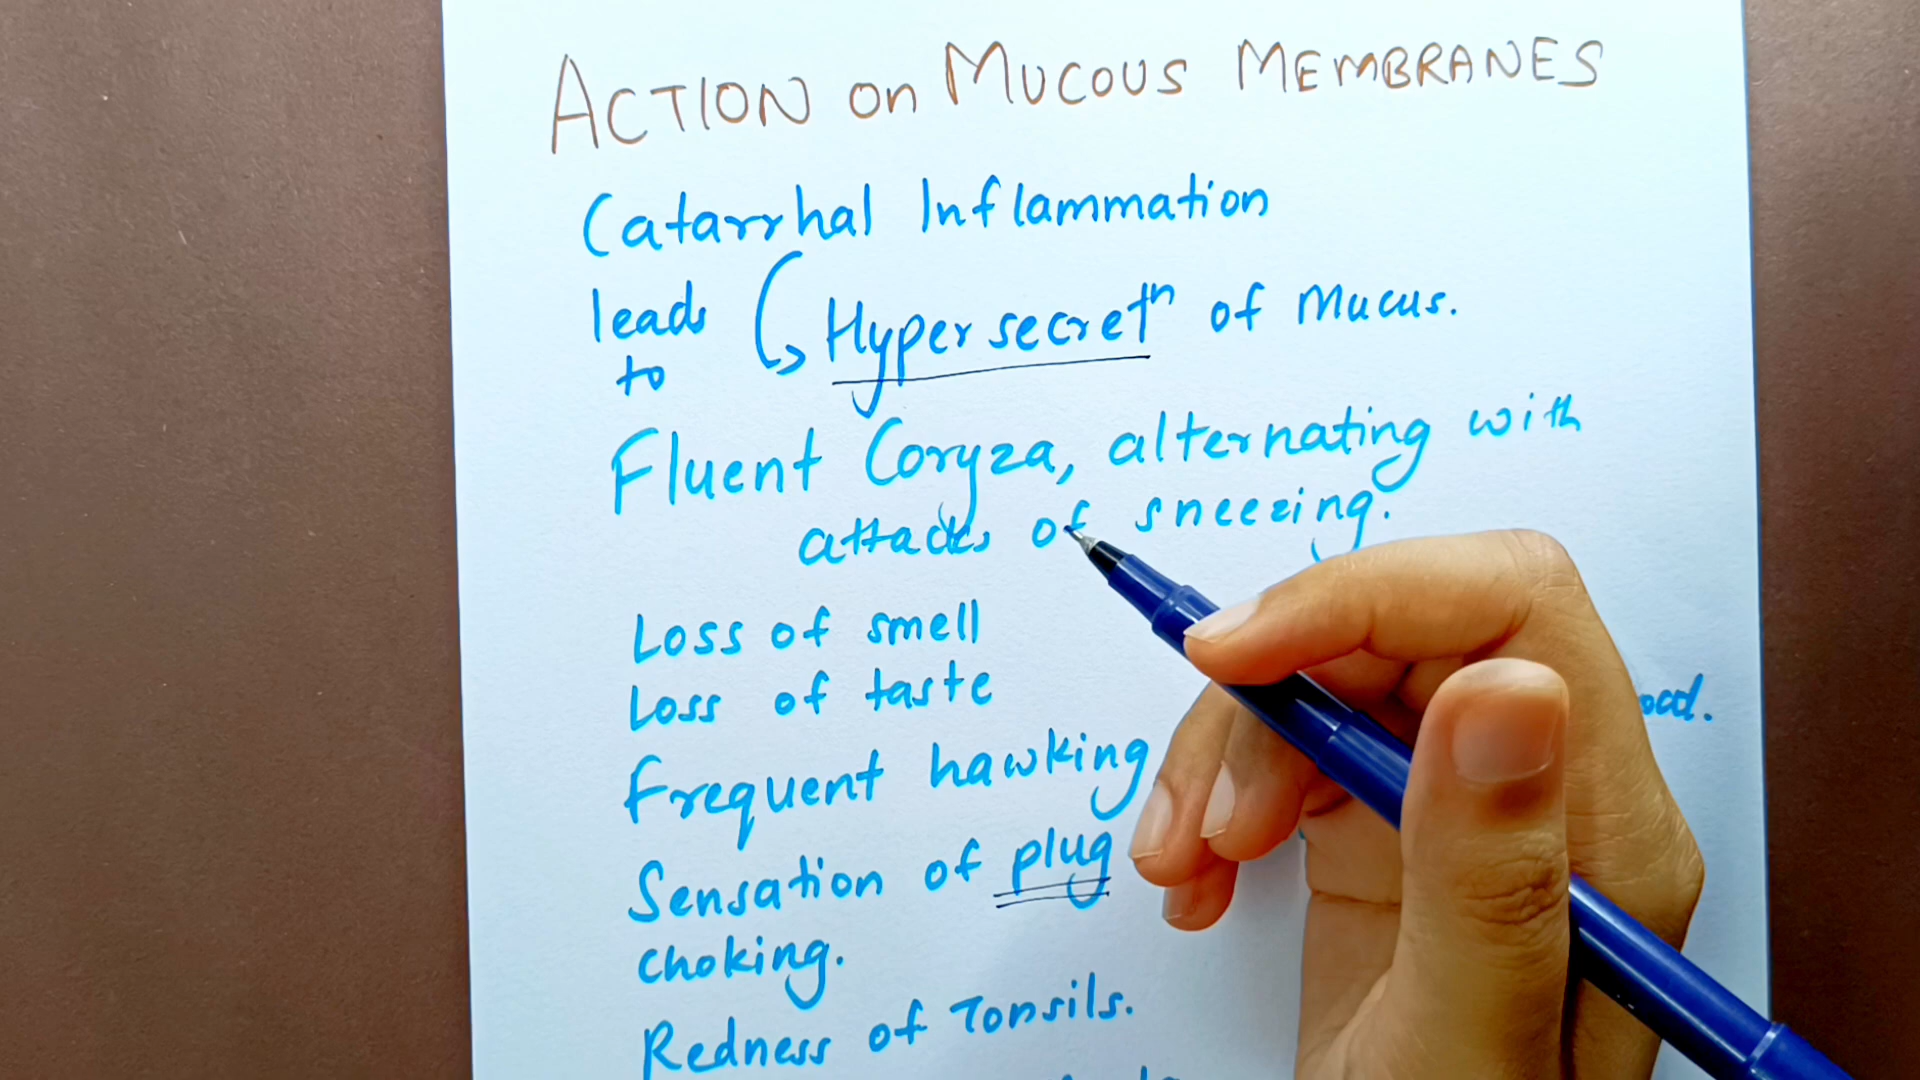 ACTION on MUCOUS MEMBRANES
Catarrhal Inflammation
leads to Hypersecretn of Mucus.
Fluent Coryza, alternating with
attacks of sneezing.
Loss of smell
Loss of taste
Frequent hawking
Sensation of plug
choking.
Redness of Tonsils.